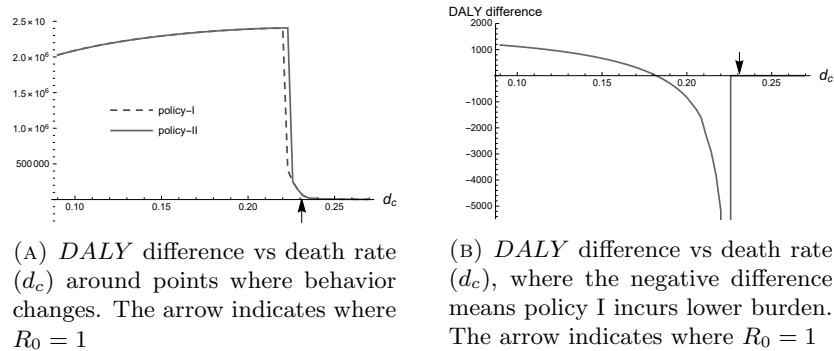 2.5×10⁶
2.0×10⁶
1.5×10⁶
1.0×10⁶
500 000
policy-I
policy-II
0.10 0.15 0.20 0.25 d_c
(A) DALY difference vs death rate
(d_c) around points where behavior
changes. The arrow indicates where
R_0 = 1
DALY difference
2000
1000
-1000
-2000
-3000
-4000
-5000
0.10 0.15 0.20 0.25 d_c
(B) DALY difference vs death rate
(d_c), where the negative difference
means policy I incurs lower burden.
The arrow indicates where R_0 = 1